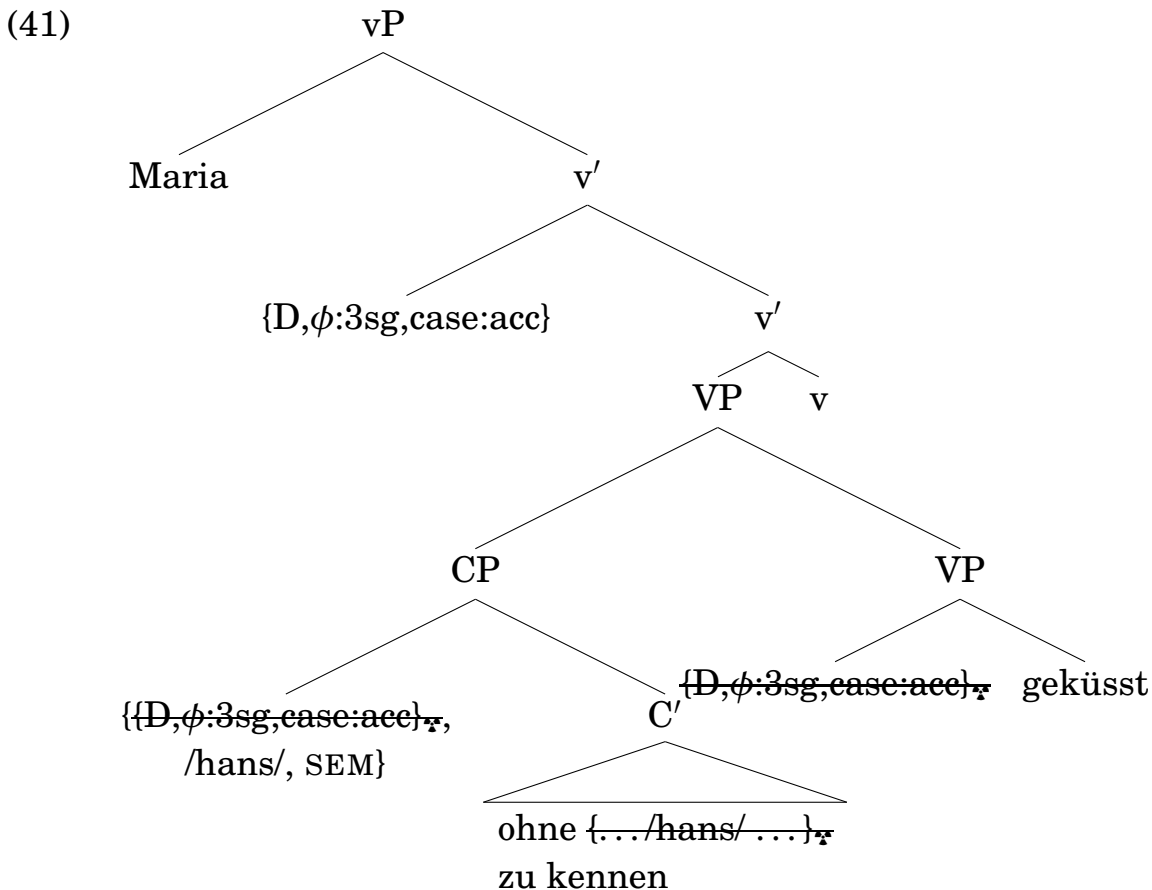 (41) vP
Maria v′
{D,ϕ:3sg,case:acc} v′
VP v
CP VP
{{D,ϕ:3sg,case:acc}☢, C′ {D,ϕ:3sg,case:acc}☢ geküsst
/hans/, SEM}
ohne {…/hans/ …}☢
zu kennen